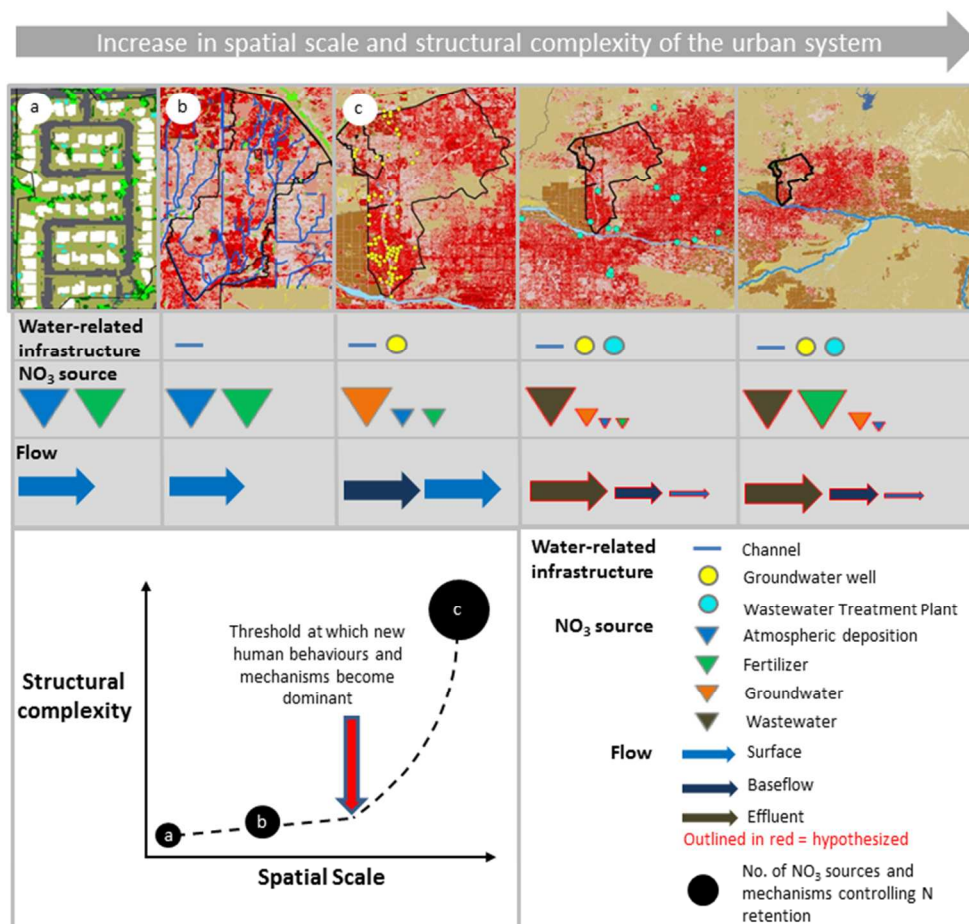 Increase in spatial scale and structural complexity of the urban system
a
b
c
Water-related
infrastructure
NO₃ source
Flow
Structural
complexity
Threshold at which new
human behaviours and
mechanisms become
dominant
a
b
c
Spatial Scale
Water-related
infrastructure
Channel
Groundwater well
Wastewater Treatment Plant
NO₃ source
Atmospheric deposition
Fertilizer
Groundwater
Wastewater
Flow
Surface
Baseflow
Effluent
Outlined in red = hypothesized
No. of NO₃ sources and
mechanisms controlling N
retention